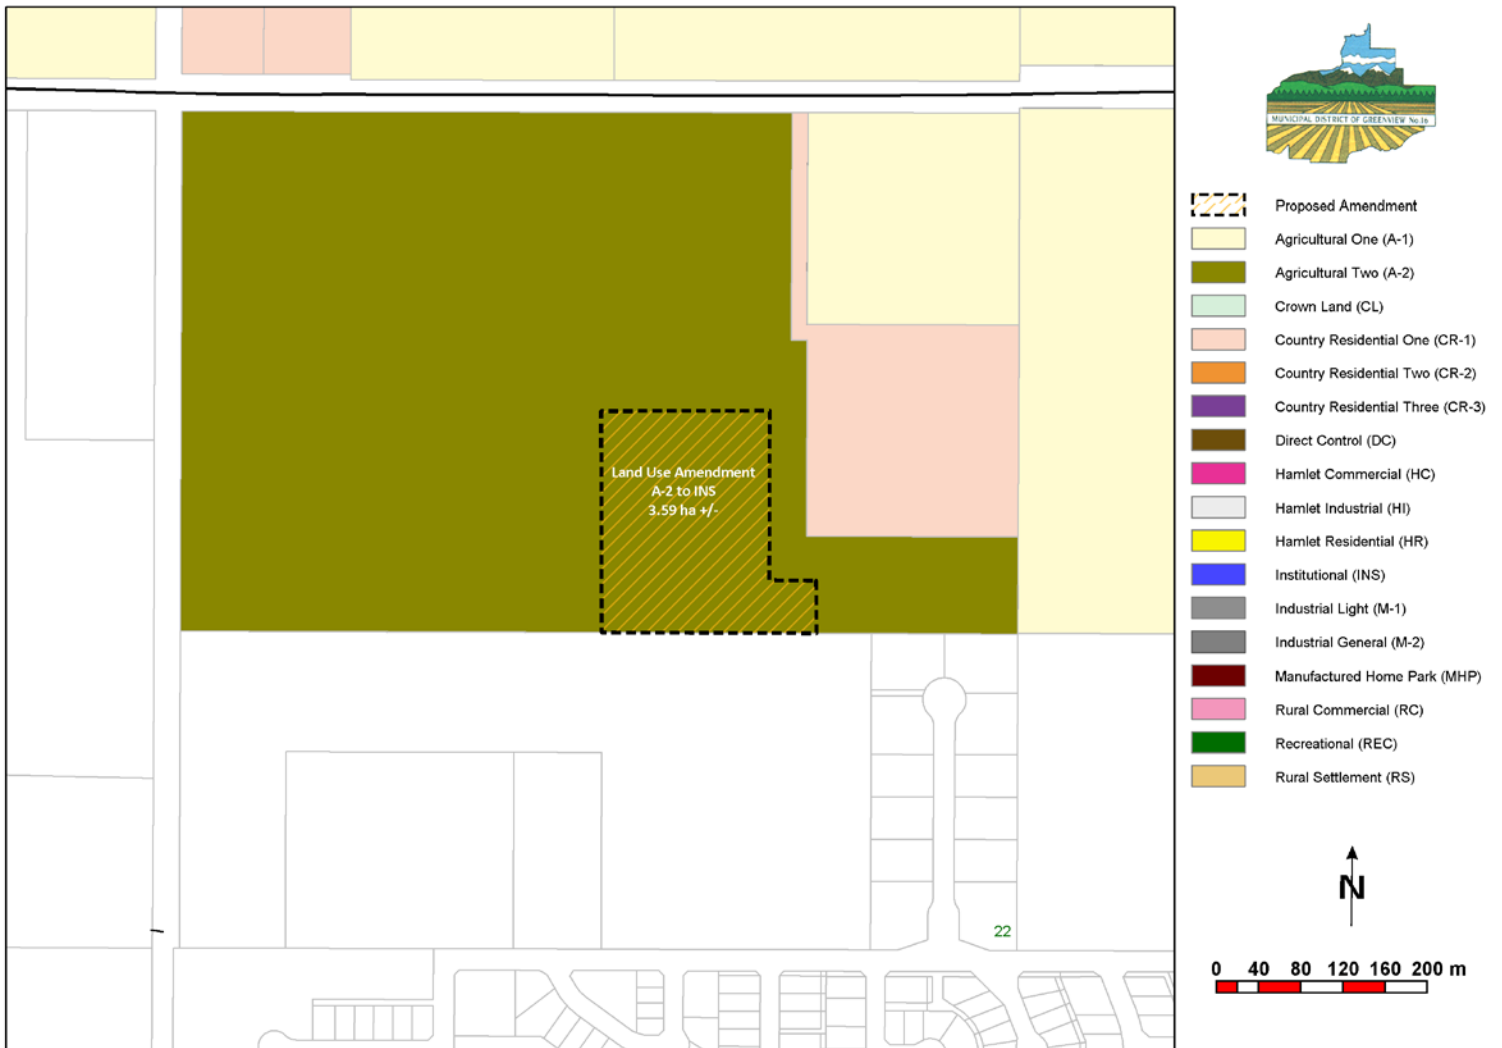 MUNICIPAL DISTRICT OF GREENVIEW No.16
Proposed Amendment
Agricultural One (A-1)
Agricultural Two (A-2)
Crown Land (CL)
Country Residential One (CR-1)
Country Residential Two (CR-2)
Country Residential Three (CR-3)
Direct Control (DC)
Hamlet Commercial (HC)
Hamlet Industrial (HI)
Hamlet Residential (HR)
Institutional (INS)
Industrial Light (M-1)
Industrial General (M-2)
Manufactured Home Park (MHP)
Rural Commercial (RC)
Recreational (REC)
Rural Settlement (RS)
Land Use Amendment
A-2 to INS
3.59 ha +/-
22
N
0 40 80 120 160 200 m